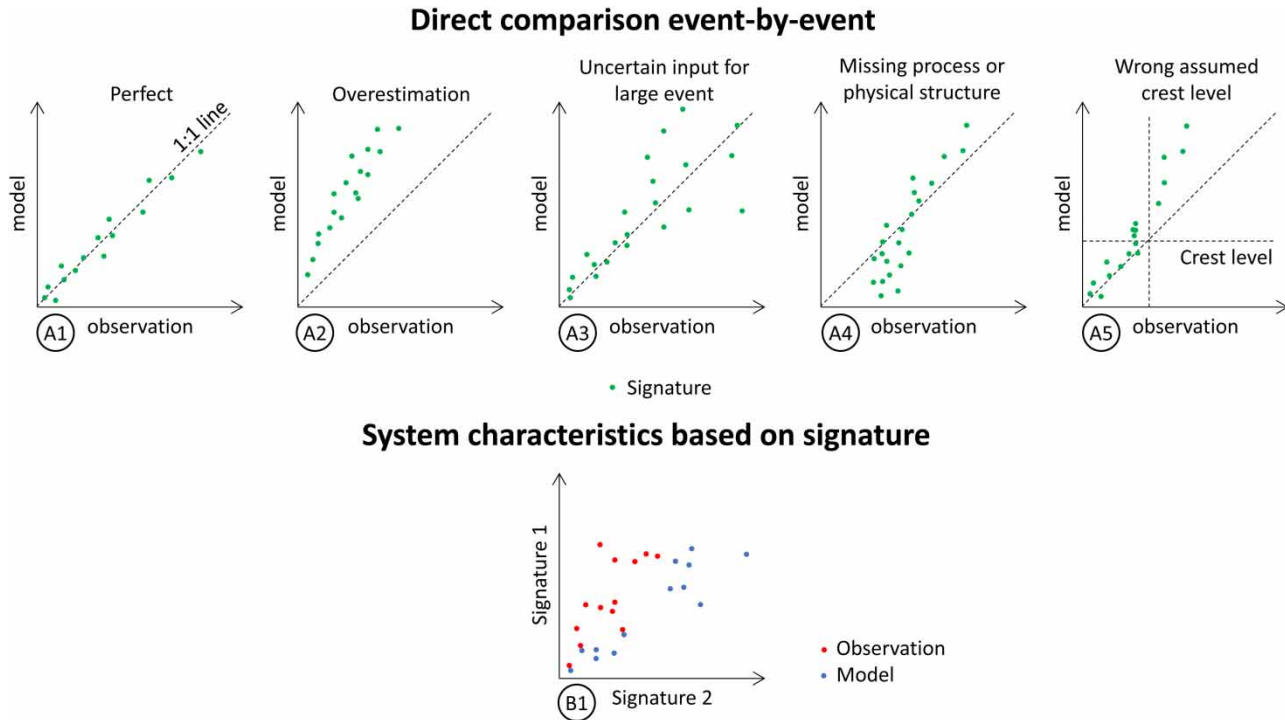 Direct comparison event-by-event
Perfect
Overestimation
Uncertain input for
large event
Missing process or
physical structure
Wrong assumed
crest level
1:1 line
model
model
model
model
model
Crest level
A1
observation
A2
observation
A3
observation
A4
observation
A5
observation
Signature
System characteristics based on signature
Signature 1
Observation
Model
B1
Signature 2